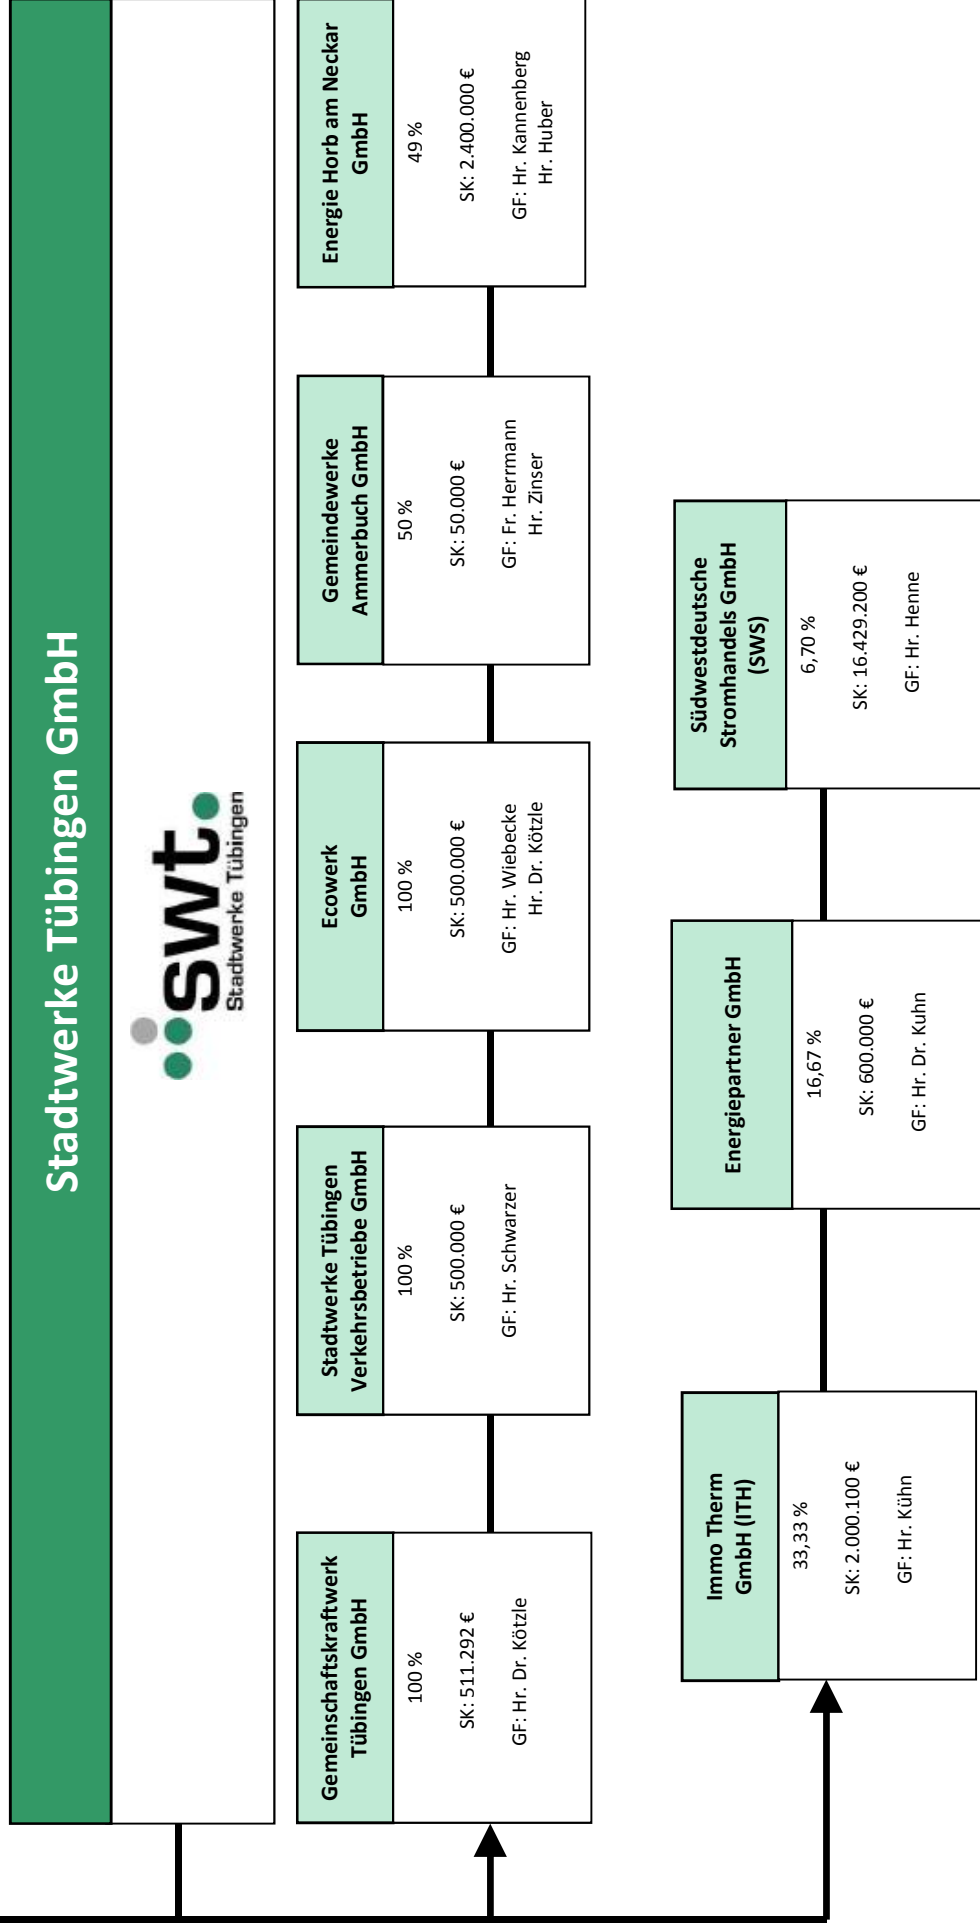 Stadtwerke Tübingen GmbH
swt.
Stadtwerke Tübingen
Gemeinschaftskraftwerk
Tübingen GmbH
100 %
SK: 511.292 €
GF: Hr. Dr. Kötzle
Stadtwerke Tübingen
Verkehrsbetriebe GmbH
100 %
SK: 500.000 €
GF: Hr. Schwarzer
Ecowerk
GmbH
100 %
SK: 500.000 €
GF: Hr. Wiebecke
Hr. Dr. Kötzle
Gemeindewerke
Ammerbuch GmbH
50 %
SK: 50.000 €
GF: Fr. Herrmann
Hr. Zinser
Energie Horb am Neckar
GmbH
49 %
SK: 2.400.000 €
GF: Hr. Kannenberg
Hr. Huber
Immo Therm
GmbH (ITH)
33,33 %
SK: 2.000.100 €
GF: Hr. Kühn
Energiepartner GmbH
16,67 %
SK: 600.000 €
GF: Hr. Dr. Kuhn
Südwestdeutsche
Stromhandels GmbH
(SWS)
6,70 %
SK: 16.429.200 €
GF: Hr. Henne